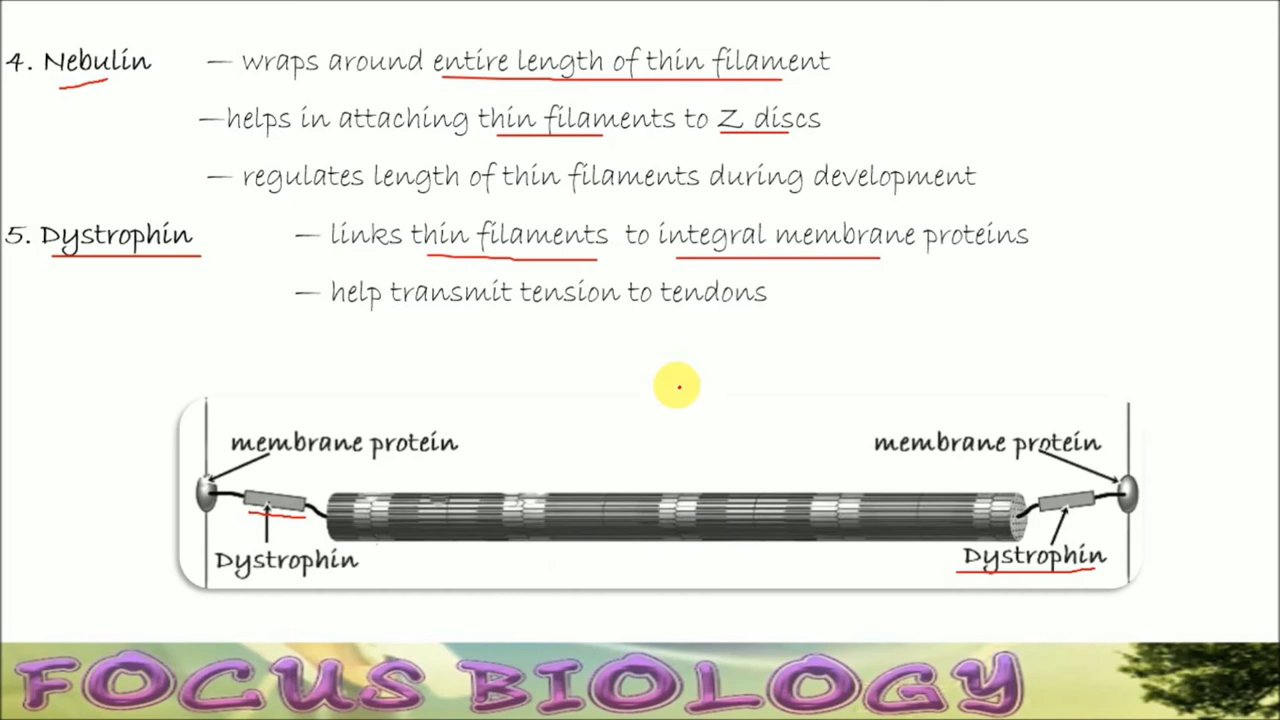 4. Nebulin — wraps around entire length of thin filament
—helps in attaching thin filaments to Z discs
— regulates length of thin filaments during development
5. Dystrophin — links thin filaments to integral membrane proteins
— help transmit tension to tendons
membrane protein membrane protein
Dystrophin Dystrophin
FOCUS BIOLOGY